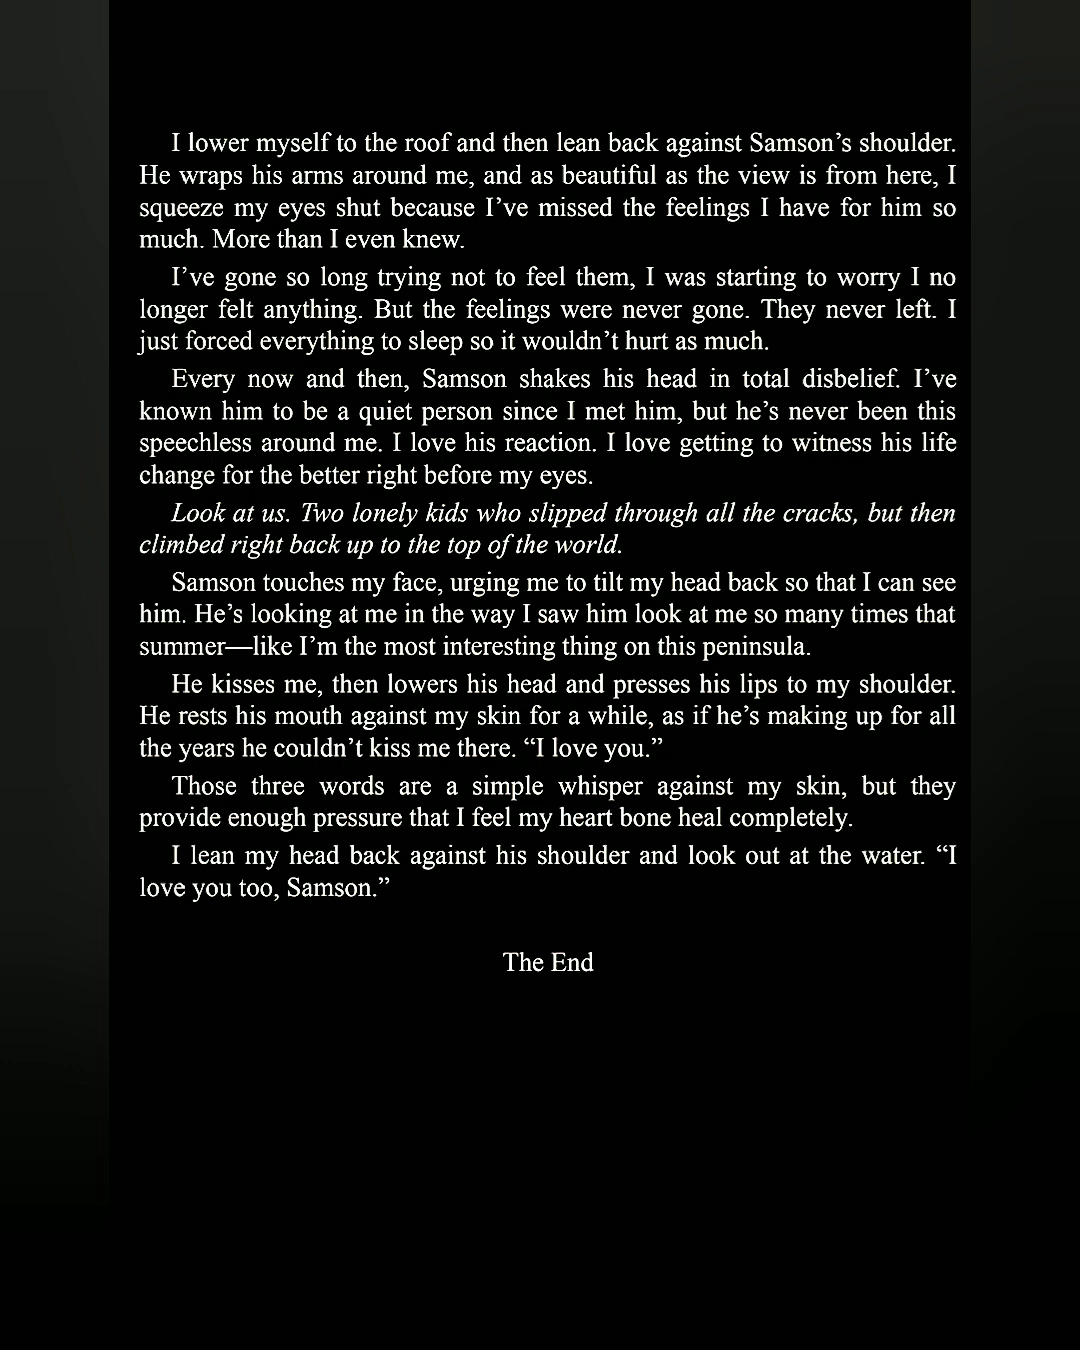 I lower myself to the roof and then lean back against Samson’s shoulder.
He wraps his arms around me, and as beautiful as the view is from here, I
squeeze my eyes shut because I’ve missed the feelings I have for him so
much. More than I even knew.
I’ve gone so long trying not to feel them, I was starting to worry I no
longer felt anything. But the feelings were never gone. They never left. I
just forced everything to sleep so it wouldn’t hurt as much.
Every now and then, Samson shakes his head in total disbelief. I’ve
known him to be a quiet person since I met him, but he’s never been this
speechless around me. I love his reaction. I love getting to witness his life
change for the better right before my eyes.
Look at us. Two lonely kids who slipped through all the cracks, but then
climbed right back up to the top of the world.
Samson touches my face, urging me to tilt my head back so that I can see
him. He’s looking at me in the way I saw him look at me so many times that
summer—like I’m the most interesting thing on this peninsula.
He kisses me, then lowers his head and presses his lips to my shoulder.
He rests his mouth against my skin for a while, as if he’s making up for all
the years he couldn’t kiss me there. “I love you.”
Those three words are a simple whisper against my skin, but they
provide enough pressure that I feel my heart bone heal completely.
I lean my head back against his shoulder and look out at the water. “I
love you too, Samson.”
The End